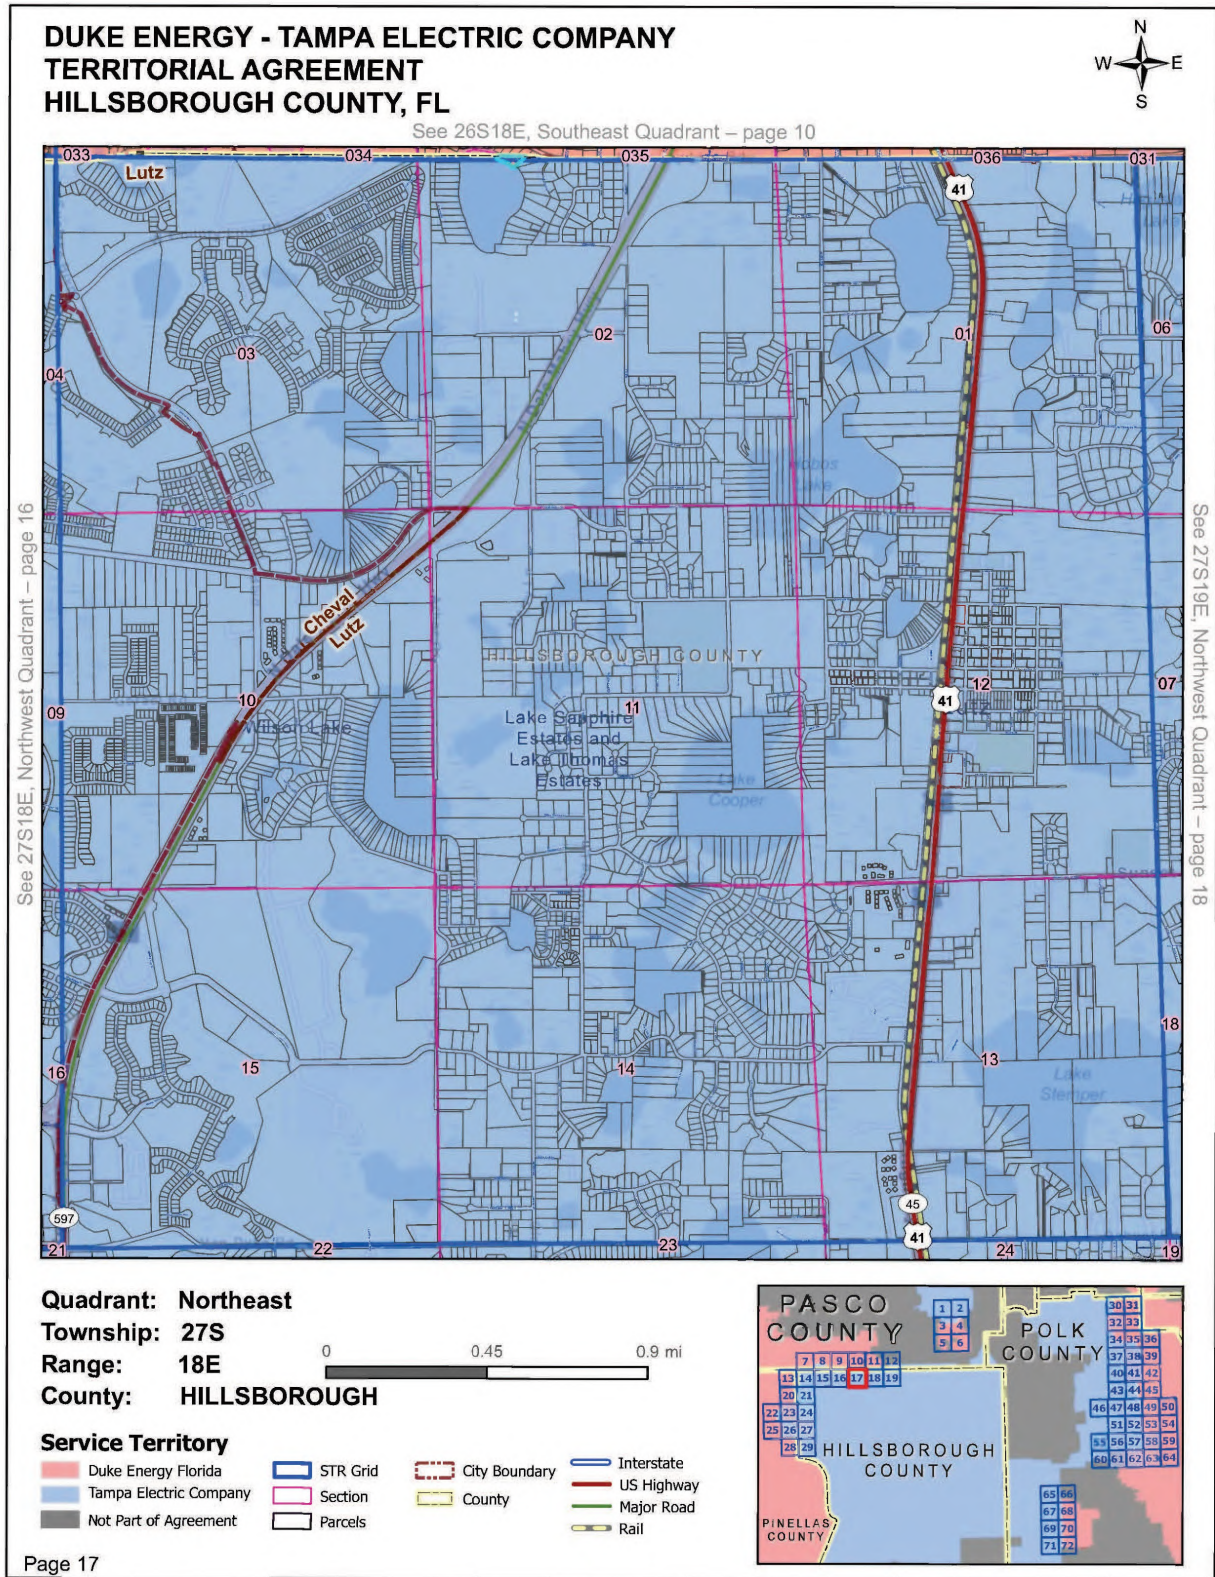 DUKE ENERGY - TAMPA ELECTRIC COMPANY
TERRITORIAL AGREEMENT
HILLSBOROUGH COUNTY, FL
N
W E
S
See 26S18E, Southeast Quadrant – page 10
033 034 035 036 031
Lutz
41
03 02 01 06
04
Hobbs
Lake
See 27S18E, Northwest Quadrant – page 16
See 27S19E, Northwest Quadrant – page 18
Cheval
Lutz
HILLSBOROUGH COUNTY
09 10 11 12 07
41
Wilson Lake
Lake Sapphire
Estates and
Lake Thomas
Estates
Lake
Cooper
18
16 15 14 13
Lake
Stemper
597
45
41
21 22 23 24 19
Quadrant: Northeast
Township: 27S
Range: 18E
County: HILLSBOROUGH
0 0.45 0.9 mi
Service Territory
Duke Energy Florida
Tampa Electric Company
Not Part of Agreement
STR Grid
Section
Parcels
City Boundary
County
Interstate
US Highway
Major Road
Rail
PASCO
COUNTY
POLK
COUNTY
HILLSBOROUGH
COUNTY
PINELLAS
COUNTY
1 2
3 4
5 6
7 8 9 10 11 12
13 14 15 16 17 18 19
20 21
22 23 24
25 26 27
28 29
30 31
32 33
34 35 36
37 38 39
40 41 42
43 44 45
46 47 48 49 50
51 52 53 54
55 56 57 58 59
60 61 62 63 64
65 66
67 68
69 70
71 72
Page 17